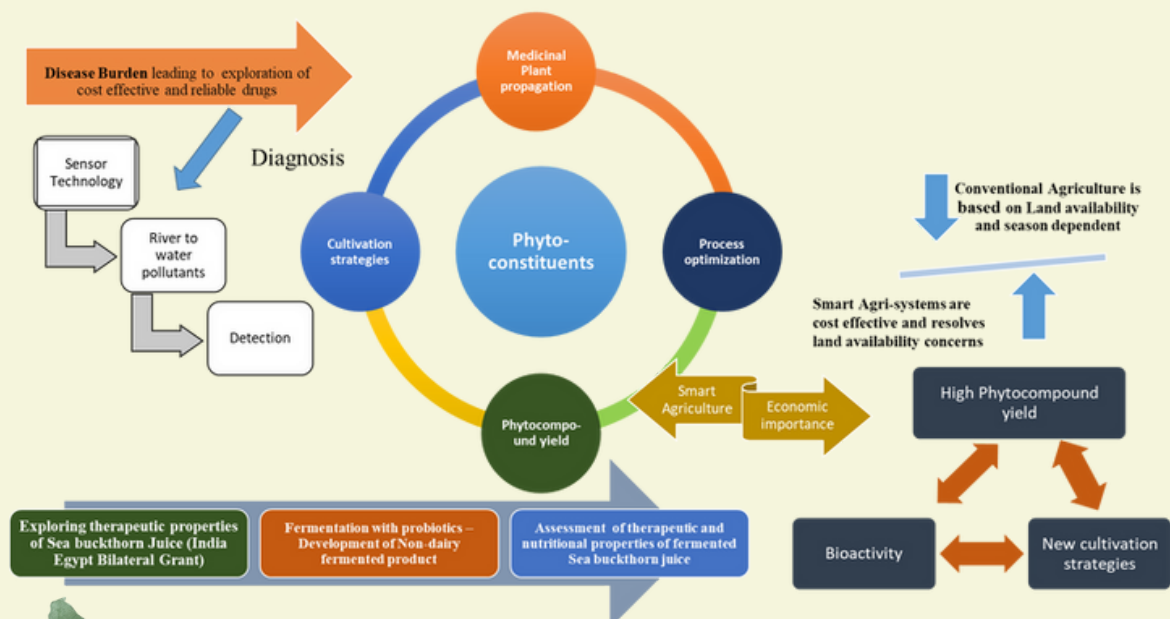 Disease Burden leading to exploration of
cost effective and reliable drugs
Diagnosis
Sensor
Technology
River to
water
pollutants
Detection
Medicinal
Plant
propagation
Cultivation
strategies
Phyto-
constituents
Process
optimization
Phytocompo-
und yield
Smart
Agriculture
Economic
importance
Conventional Agriculture is
based on Land availability
and season dependent
Smart Agri-systems are
cost effective and resolves
land availability concerns
High Phytocompound
yield
Bioactivity
New cultivation
strategies
Exploring therapeutic properties
of Sea buckthorn Juice (India
Egypt Bilateral Grant)
Fermentation with probiotics –
Development of Non-dairy
fermented product
Assessment of therapeutic and
nutritional properties of fermented
Sea buckthorn juice